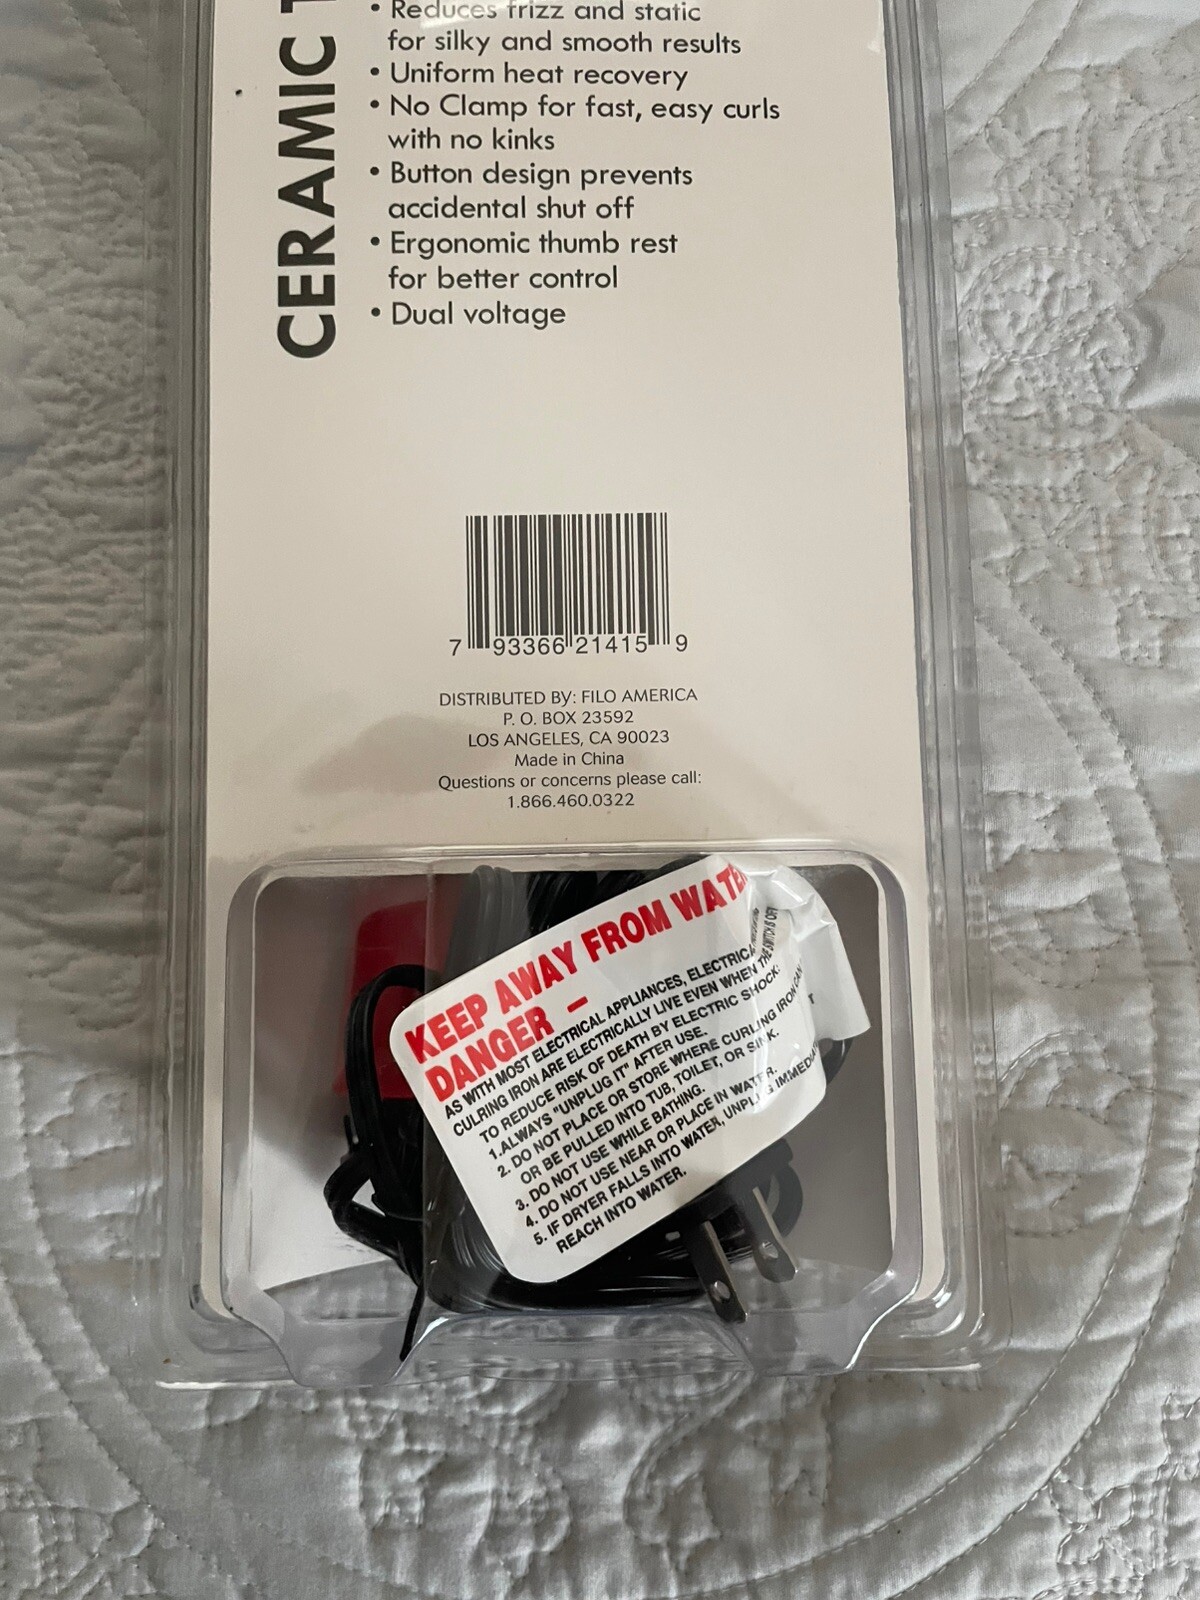 CERAMIC
• Reduces frizz and static
for silky and smooth results
• Uniform heat recovery
• No Clamp for fast, easy curls
with no kinks
• Button design prevents
accidental shut off
• Ergonomic thumb rest
for better control
• Dual voltage
7 93366 21415 9
DISTRIBUTED BY: FILO AMERICA
P. O. BOX 23592
LOS ANGELES, CA 90023
Made in China
Questions or concerns please call:
1.866.460.0322
KEEP AWAY FROM WATE
DANGER –
AS WITH MOST ELECTRICAL APPLIANCES, ELECTRICA
CULRING IRON ARE ELECTRICALLY LIVE EVEN WHEN THE SWITCH IS OFF
TO REDUCE RISK OF DEATH BY ELECTRIC SHOCK:
1.ALWAYS "UNPLUG IT" AFTER USE.
2. DO NOT PLACE OR STORE WHERE CURLING IRON CAN
OR BE PULLED INTO TUB, TOILET, OR SINK.
3. DO NOT USE WHILE BATHING.
4. DO NOT USE NEAR OR PLACE IN WATER.
5. IF DRYER FALLS INTO WATER, UNPLUG IMMEDIA
REACH INTO WATER.